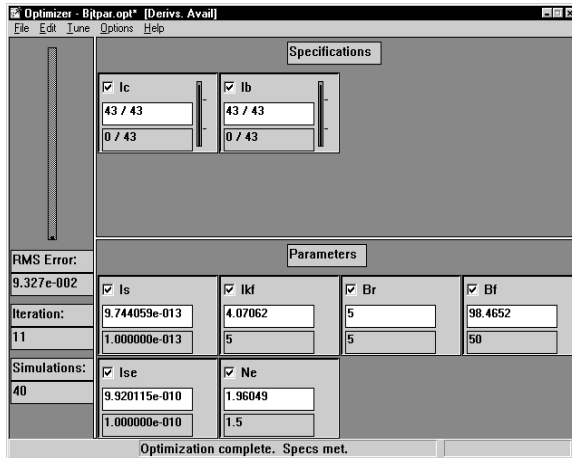 Optimizer - Bjtpar.opt* [Derivs. Avail]
File Edit Tune Options Help
Specifications
Ic
43 / 43
0 / 43
Ib
43 / 43
0 / 43
RMS Error:
9.327e-002
Iteration:
11
Simulations:
40
Parameters
Is
9.744059e-013
1.000000e-013
Ikf
4.07062
5
Br
5
5
Bf
98.4652
50
Ise
9.920115e-010
1.000000e-010
Ne
1.96049
1.5
Optimization complete. Specs met.